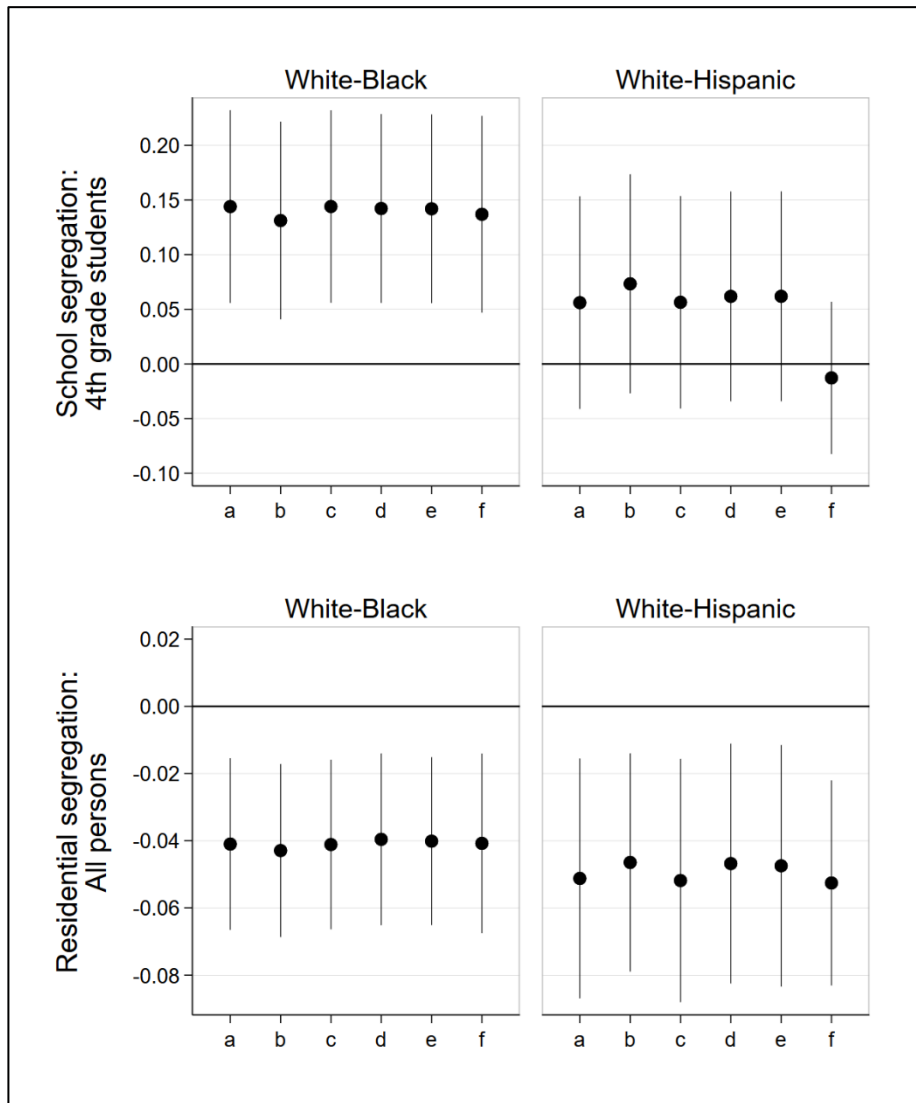 White-Black
White-Hispanic
School segregation:
4th grade students
0.20
0.15
0.10
0.05
0.00
-0.05
-0.10
a b c d e f
a b c d e f
White-Black
White-Hispanic
Residential segregation:
All persons
0.02
0.00
-0.02
-0.04
-0.06
-0.08
a b c d e f
a b c d e f